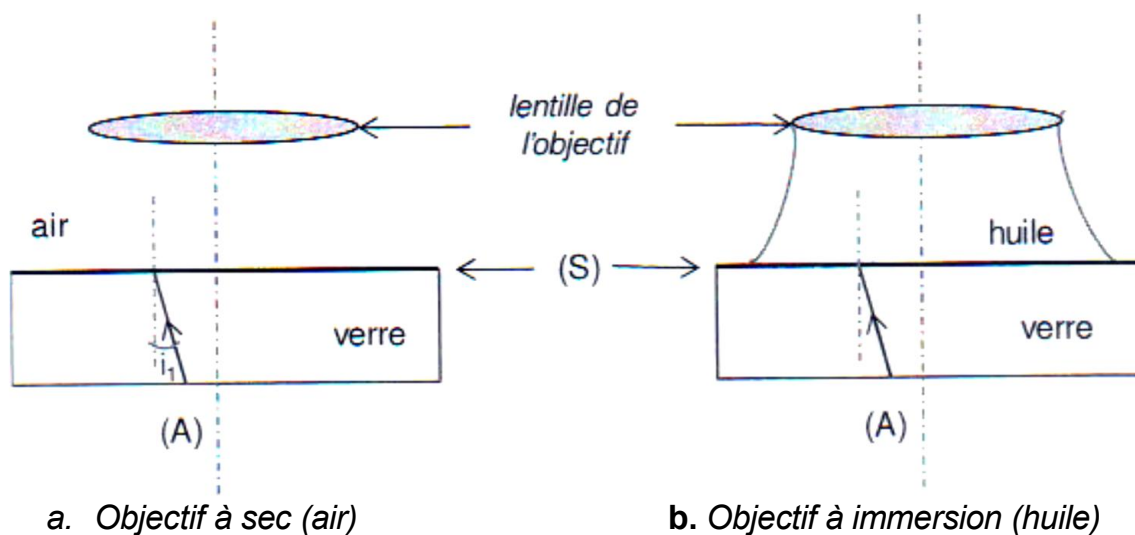 lentille de
l'objectif
air
huile
(S)
verre
verre
i1
(A)
(A)
a. Objectif à sec (air)
b. Objectif à immersion (huile)